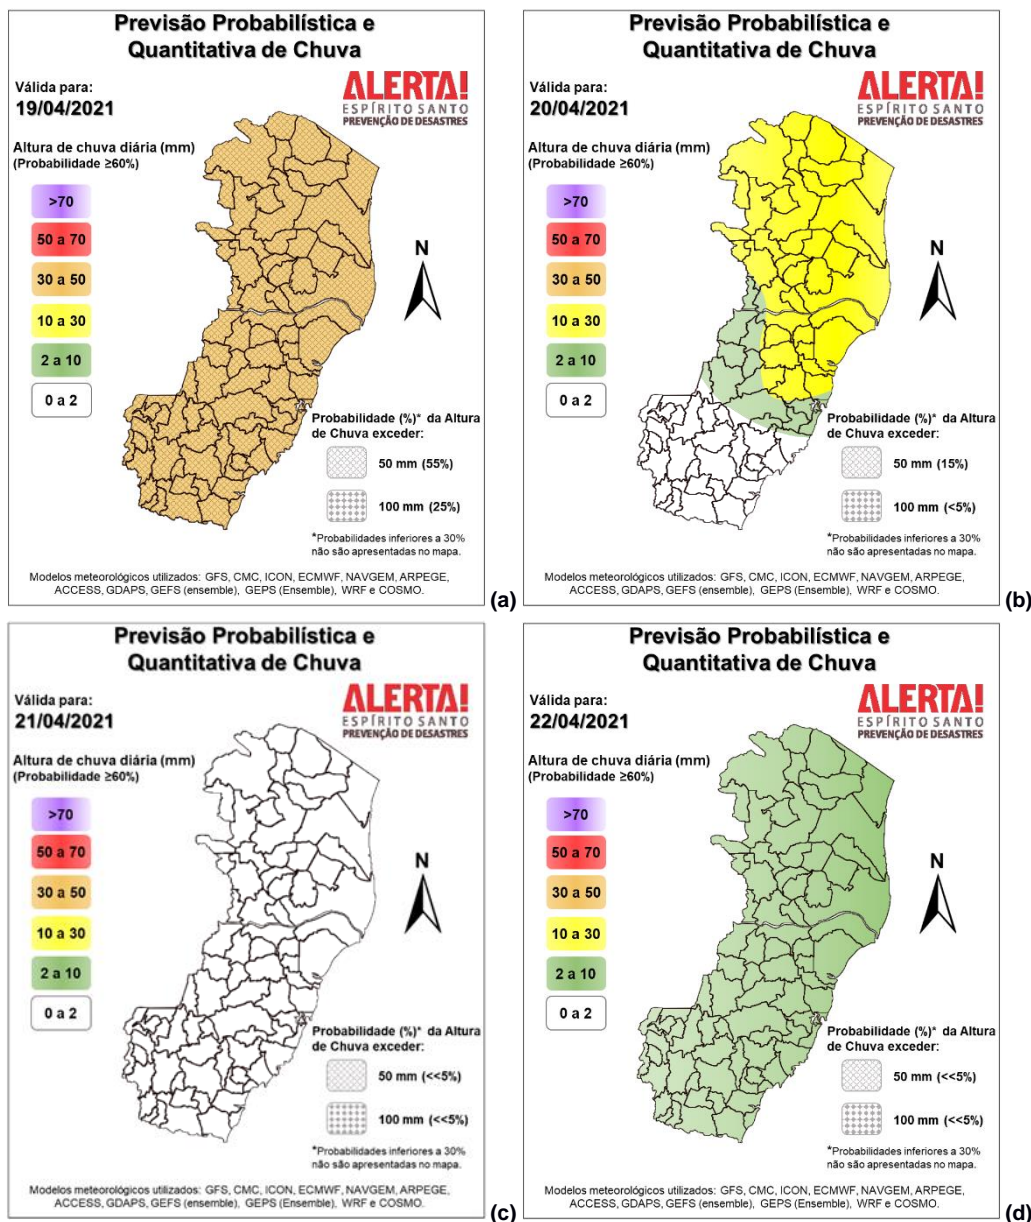 Previsão Probabilística e
Quantitativa de Chuva
Válida para:
19/04/2021
ALERTA!
ESPÍRITO SANTO
PREVENÇÃO DE DESASTRES
Altura de chuva diária (mm)
(Probabilidade ≥60%)
>70
50 a 70
30 a 50
10 a 30
2 a 10
0 a 2
N
Probabilidade (%)* da Altura
de Chuva exceder:
50 mm (55%)
100 mm (25%)
*Probabilidades inferiores a 30%
não são apresentadas no mapa.
Modelos meteorológicos utilizados: GFS, CMC, ICON, ECMWF, NAVGEM, ARPEGE,
ACCESS, GDAPS, GEFS (ensemble), GEPS (Ensemble), WRF e COSMO.
(a)
Previsão Probabilística e
Quantitativa de Chuva
Válida para:
20/04/2021
ALERTA!
ESPÍRITO SANTO
PREVENÇÃO DE DESASTRES
Altura de chuva diária (mm)
(Probabilidade ≥60%)
>70
50 a 70
30 a 50
10 a 30
2 a 10
0 a 2
N
Probabilidade (%)* da Altura
de Chuva exceder:
50 mm (15%)
100 mm (<5%)
*Probabilidades inferiores a 30%
não são apresentadas no mapa.
Modelos meteorológicos utilizados: GFS, CMC, ICON, ECMWF, NAVGEM, ARPEGE,
ACCESS, GDAPS, GEFS (ensemble), GEPS (Ensemble), WRF e COSMO.
(b)
Previsão Probabilística e
Quantitativa de Chuva
Válida para:
21/04/2021
ALERTA!
ESPÍRITO SANTO
PREVENÇÃO DE DESASTRES
Altura de chuva diária (mm)
(Probabilidade ≥60%)
>70
50 a 70
30 a 50
10 a 30
2 a 10
0 a 2
N
Probabilidade (%)* da Altura
de Chuva exceder:
50 mm (<<5%)
100 mm (<<5%)
*Probabilidades inferiores a 30%
não são apresentadas no mapa.
Modelos meteorológicos utilizados: GFS, CMC, ICON, ECMWF, NAVGEM, ARPEGE,
ACCESS, GDAPS, GEFS (ensemble), GEPS (Ensemble), WRF e COSMO.
(c)
Previsão Probabilística e
Quantitativa de Chuva
Válida para:
22/04/2021
ALERTA!
ESPÍRITO SANTO
PREVENÇÃO DE DESASTRES
Altura de chuva diária (mm)
(Probabilidade ≥60%)
>70
50 a 70
30 a 50
10 a 30
2 a 10
0 a 2
N
Probabilidade (%)* da Altura
de Chuva exceder:
50 mm (<<5%)
100 mm (<<5%)
*Probabilidades inferiores a 30%
não são apresentadas no mapa.
Modelos meteorológicos utilizados: GFS, CMC, ICON, ECMWF, NAVGEM, ARPEGE,
ACCESS, GDAPS, GEFS (ensemble), GEPS (Ensemble), WRF e COSMO.
(d)